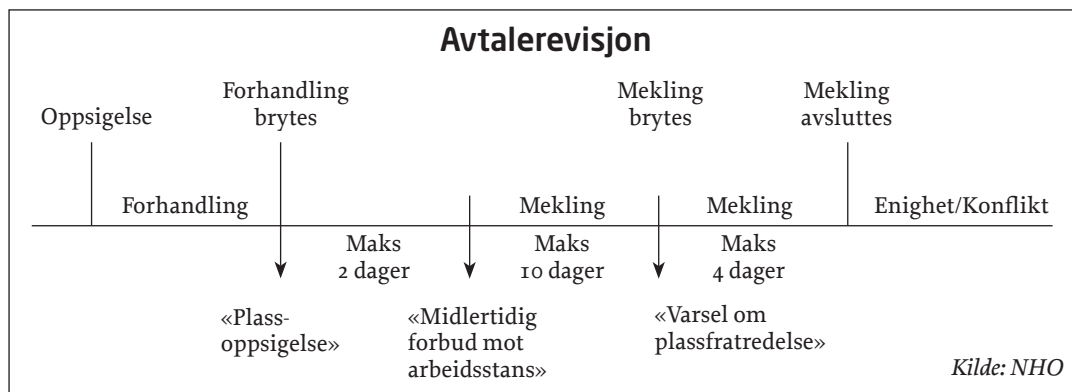 Avtalerevisjon
Oppsigelse
Forhandling
brytes
Mekling
brytes
Mekling
avsluttes
Forhandling
Mekling
Mekling
Enighet/Konflikt
Maks
2 dager
Maks
10 dager
Maks
4 dager
«Plass-
oppsigelse»
«Midlertidig
forbud mot
arbeidsstans»
«Varsel om
plassfratredelse»
Kilde: NHO